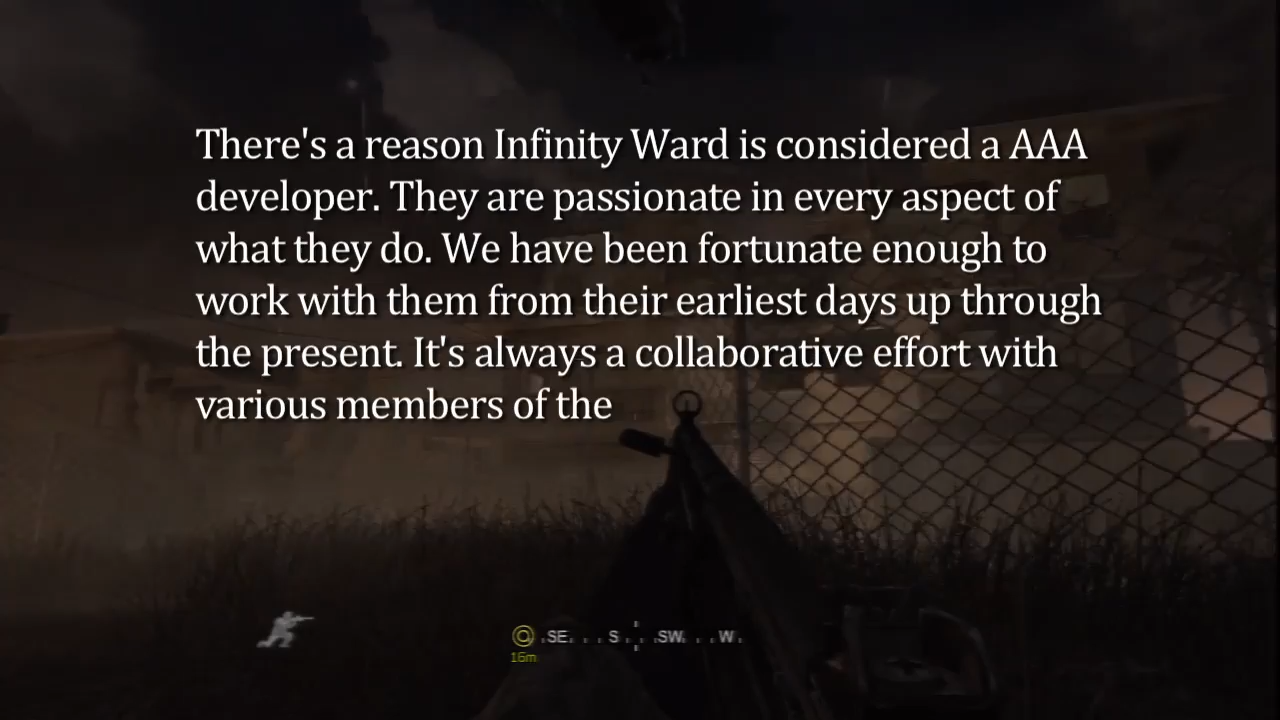 There's a reason Infinity Ward is considered a AAA
developer. They are passionate in every aspect of
what they do. We have been fortunate enough to
work with them from their earliest days up through
the present. It's always a collaborative effort with
various members of the
SE S SW W
16m